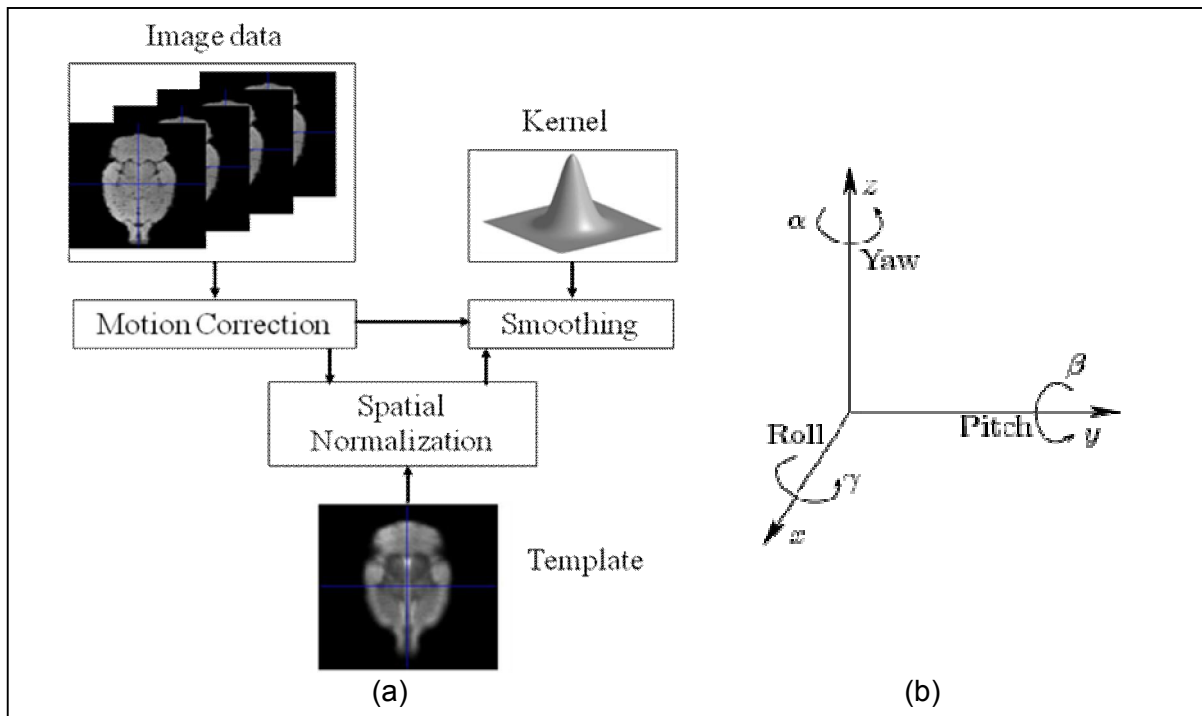 Image data
Kernel
Motion Correction
Smoothing
Spatial
Normalization
Template
(a)
z
α
Yaw
β
Pitch
y
Roll
γ
x
(b)